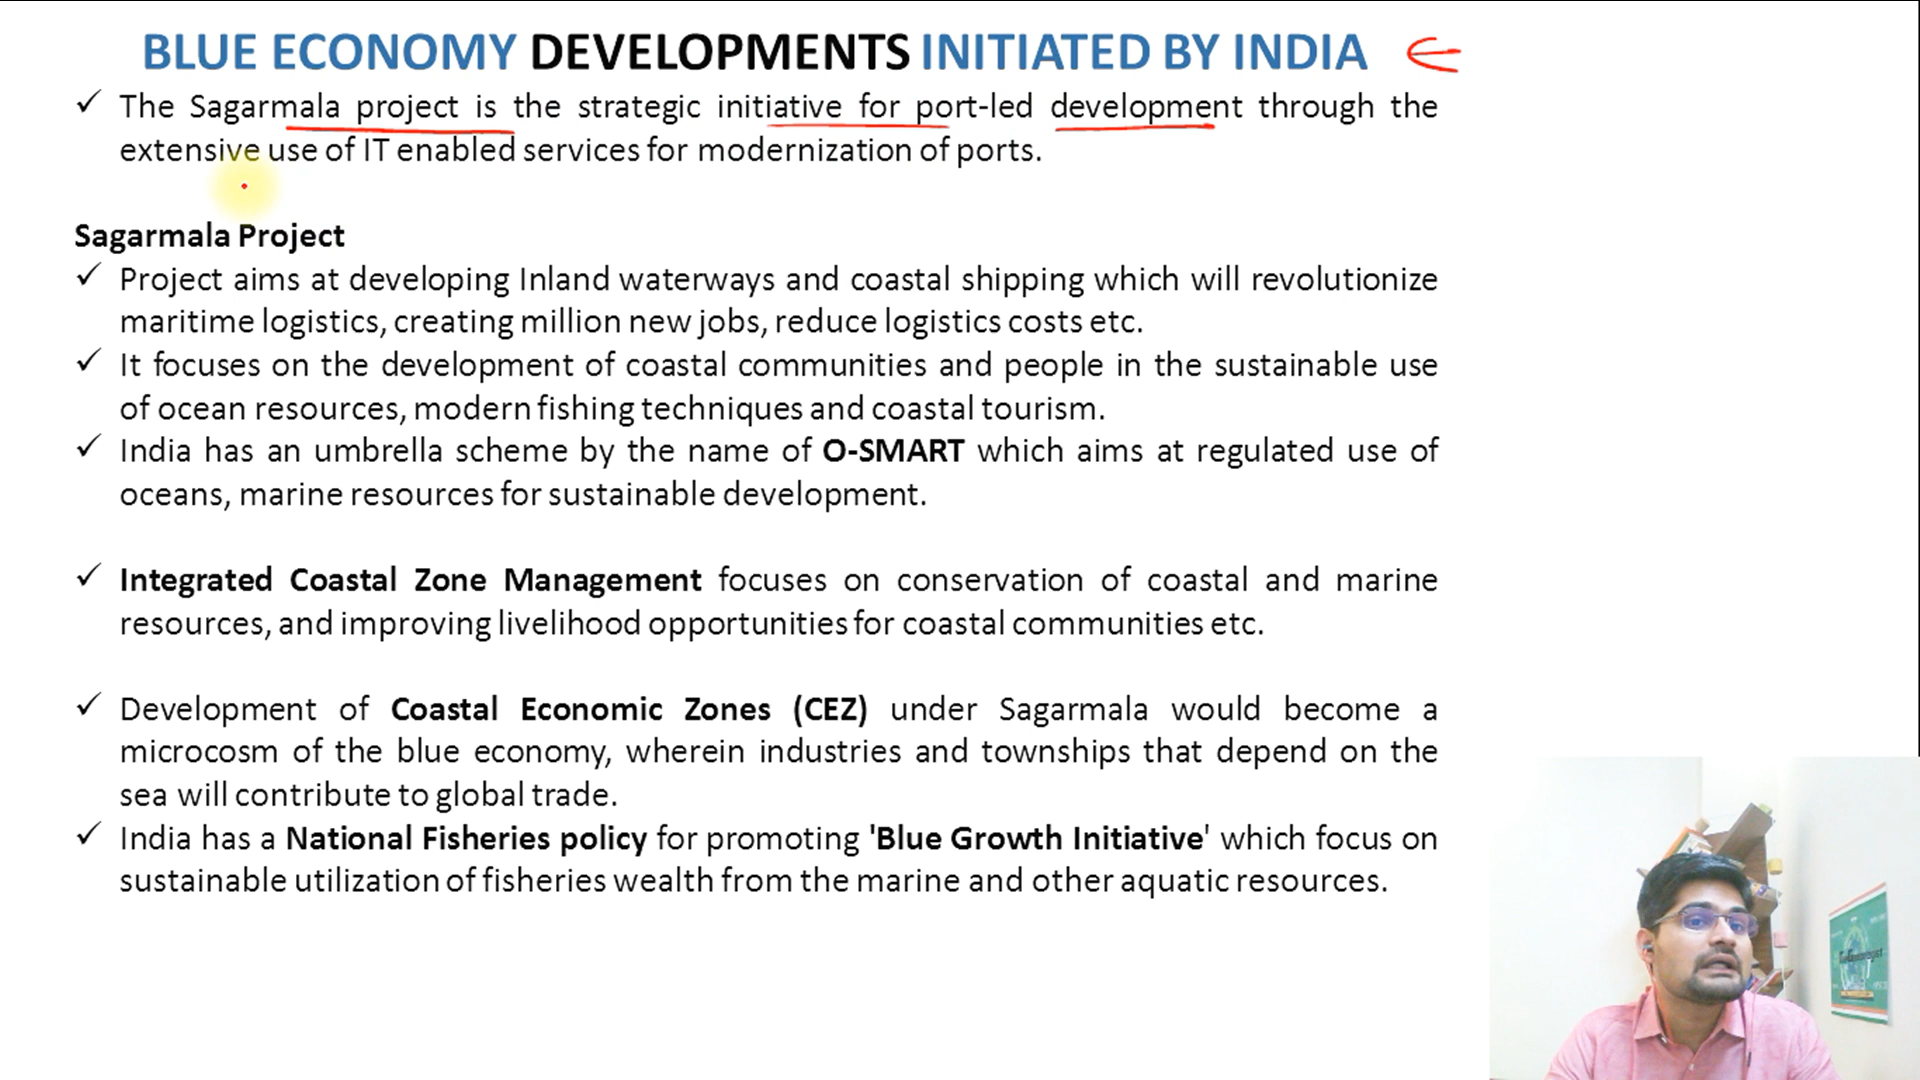 BLUE ECONOMY DEVELOPMENTS INITIATED BY INDIA
✓ The Sagarmala project is the strategic initiative for port-led development through the
extensive use of IT enabled services for modernization of ports.
Sagarmala Project
✓ Project aims at developing Inland waterways and coastal shipping which will revolutionize
maritime logistics, creating million new jobs, reduce logistics costs etc.
✓ It focuses on the development of coastal communities and people in the sustainable use
of ocean resources, modern fishing techniques and coastal tourism.
✓ India has an umbrella scheme by the name of O-SMART which aims at regulated use of
oceans, marine resources for sustainable development.
✓ Integrated Coastal Zone Management focuses on conservation of coastal and marine
resources, and improving livelihood opportunities for coastal communities etc.
✓ Development of Coastal Economic Zones (CEZ) under Sagarmala would become a
microcosm of the blue economy, wherein industries and townships that depend on the
sea will contribute to global trade.
✓ India has a National Fisheries policy for promoting 'Blue Growth Initiative' which focus on
sustainable utilization of fisheries wealth from the marine and other aquatic resources.